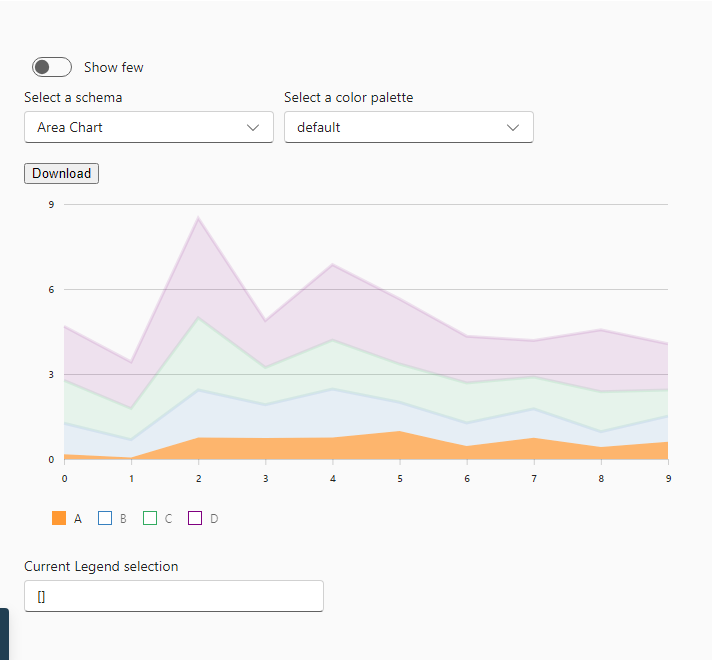 Show few
Select a schema Select a color palette
Area Chart default
Download
9
6
3
0
0 1 2 3 4 5 6 7 8 9
A B C D
Current Legend selection
[]